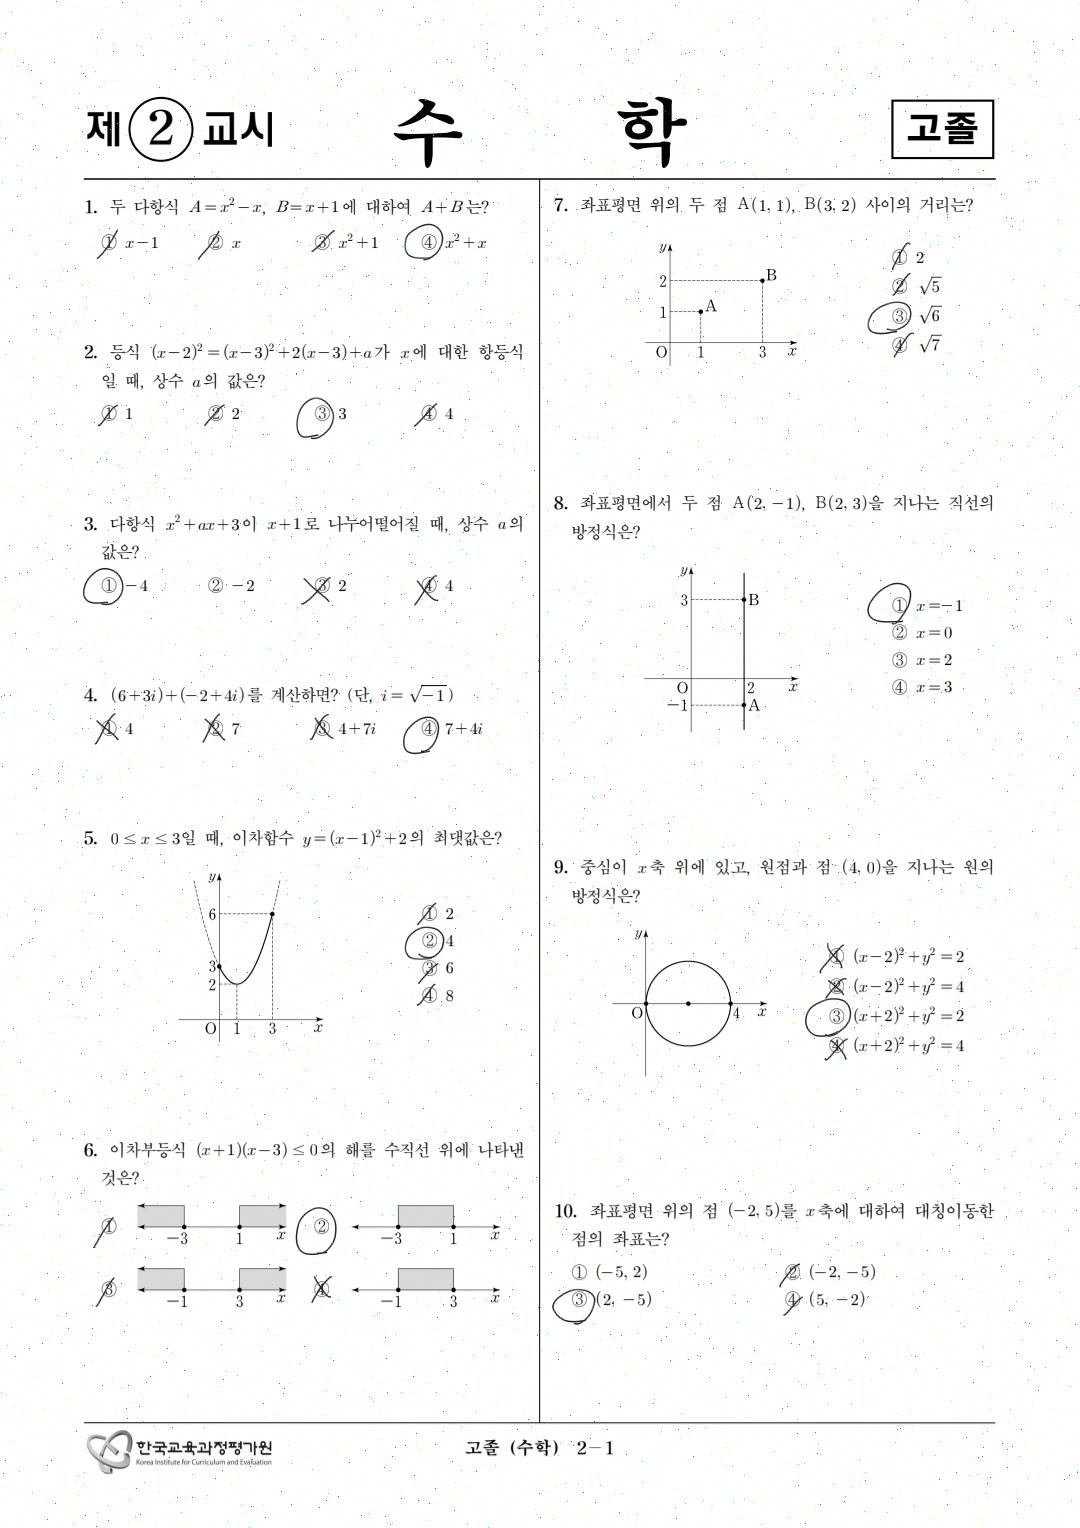 제 2 교시 수 학 고졸
1. 두 다항식 A=x²-x, B=x+1에 대하여 A+B는?
① x-1 ② x ③ x²+1 ④ x²+x
2. 등식 (x-2)²=(x-3)²+2(x-3)+a가 x에 대한 항등식
일 때, 상수 a의 값은?
① 1 ② 2 ③ 3 ④ 4
3. 다항식 x²+ax+3이 x+1로 나누어떨어질 때, 상수 a의
값은?
① -4 ② -2 ③ 2 ④ 4
4. (6+3i)+(-2+4i)를 계산하면? (단, i= √-1)
① 4 ② 7 ③ 4+7i ④ 7+4i
5. 0≤x≤3일 때, 이차함수 y=(x-1)²+2의 최댓값은?
y
6
3
2
O 1 3 x
① 2
② 4
③ 6
④ 8
6. 이차부등식 (x+1)(x-3)≤0의 해를 수직선 위에 나타낸
것은?
① -3 1 x ② -3 1 x
③ -1 3 x ④ -1 3 x
7. 좌표평면 위의 두 점 A(1, 1), B(3, 2) 사이의 거리는?
y
2 B
1 A
O 1 3 x
① 2
② √5
③ √6
④ √7
8. 좌표평면에서 두 점 A(2, -1), B(2, 3)을 지나는 직선의
방정식은?
y
3 B
O 2 x
-1 A
① x=-1
② x=0
③ x=2
④ x=3
9. 중심이 x축 위에 있고, 원점과 점 (4, 0)을 지나는 원의
방정식은?
y
O 4 x
① (x-2)²+y²=2
② (x-2)²+y²=4
③ (x+2)²+y²=2
④ (x+2)²+y²=4
10. 좌표평면 위의 점 (-2, 5)를 x축에 대하여 대칭이동한
점의 좌표는?
① (-5, 2) ② (-2, -5)
③ (2, -5) ④ (5, -2)
한국교육과정평가원
Korea Institute for Curriculum and Evaluation
고졸 (수학) 2-1